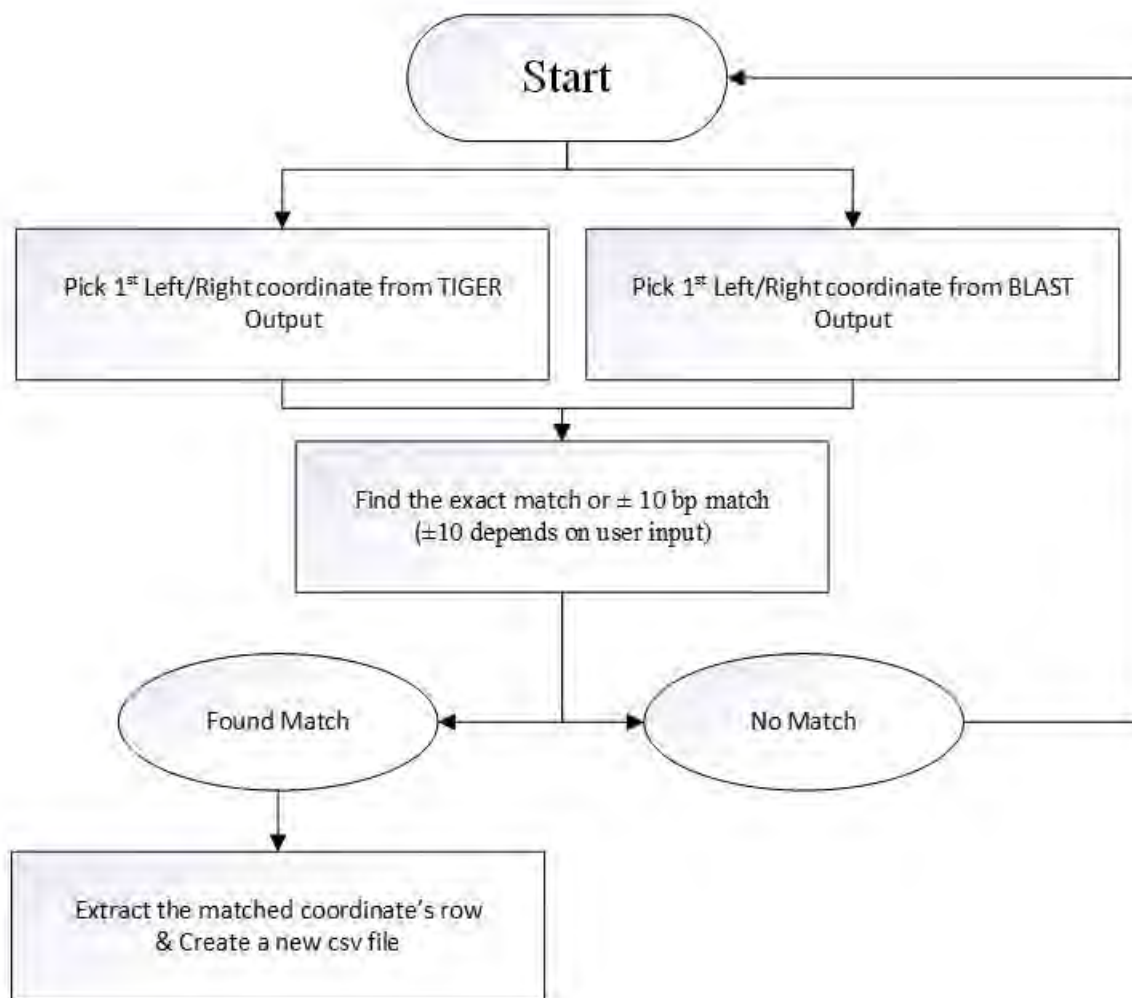 Start
Pick 1st Left/Right coordinate from TIGER
Output
Pick 1st Left/Right coordinate from BLAST
Output
Find the exact match or ± 10 bp match
(±10 depends on user input)
Found Match
No Match
Extract the matched coordinate’s row
& Create a new csv file